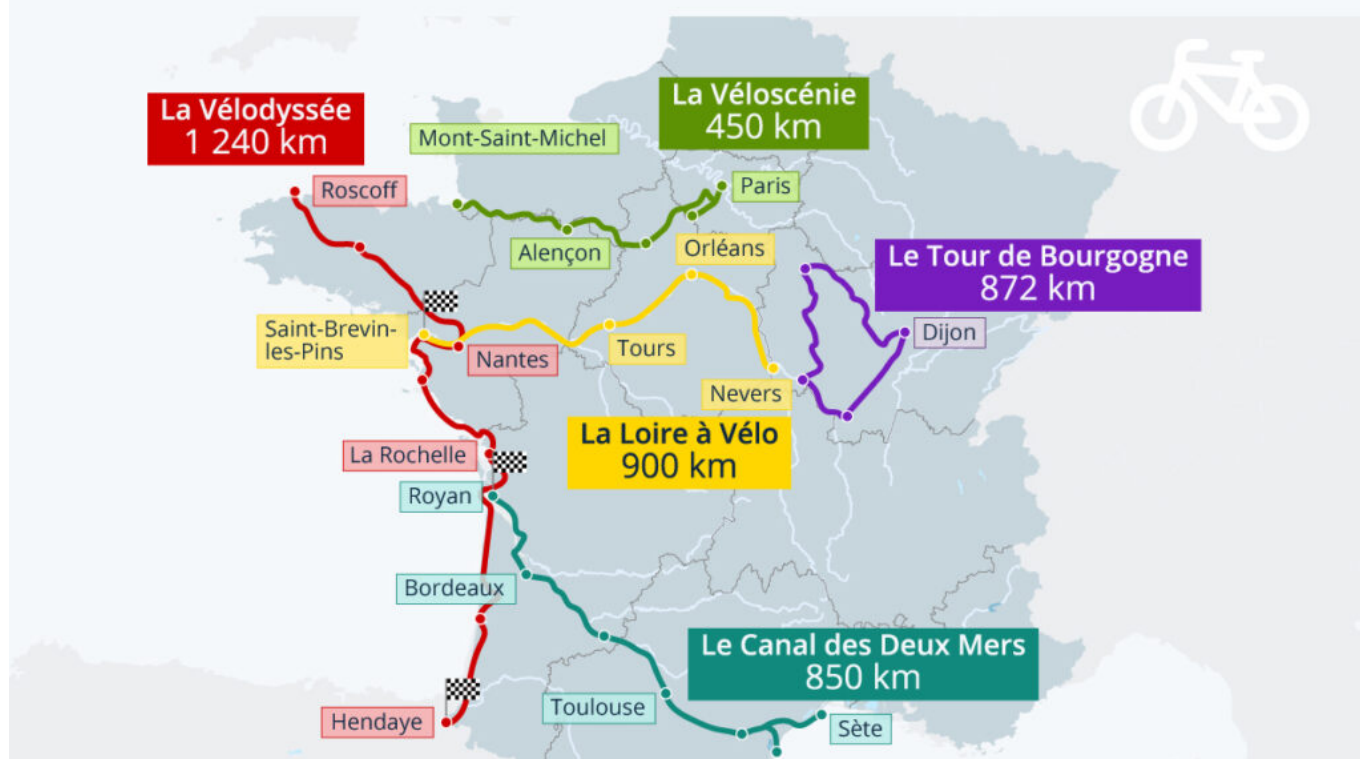 La Vélodyssée
1 240 km
La Véloscénie
450 km
Mont-Saint-Michel
Roscoff
Paris
Alençon
Orléans
Le Tour de Bourgogne
872 km
Saint-Brevin-
les-Pins
Nantes
Tours
Dijon
Nevers
La Loire à Vélo
900 km
La Rochelle
Royan
Bordeaux
Le Canal des Deux Mers
850 km
Toulouse
Hendaye
Sète